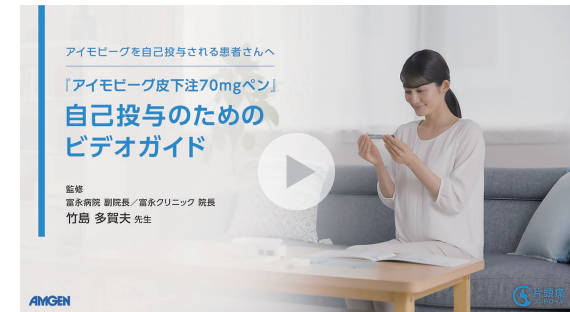 アイモビーグを自己投与される患者さんへ
『アイモビーグ皮下注70mgペン』
自己投与のための
ビデオガイド
監修
富永病院 副院長／富永クリニック 院長
竹島 多賀夫 先生
AMGEN
片頭痛